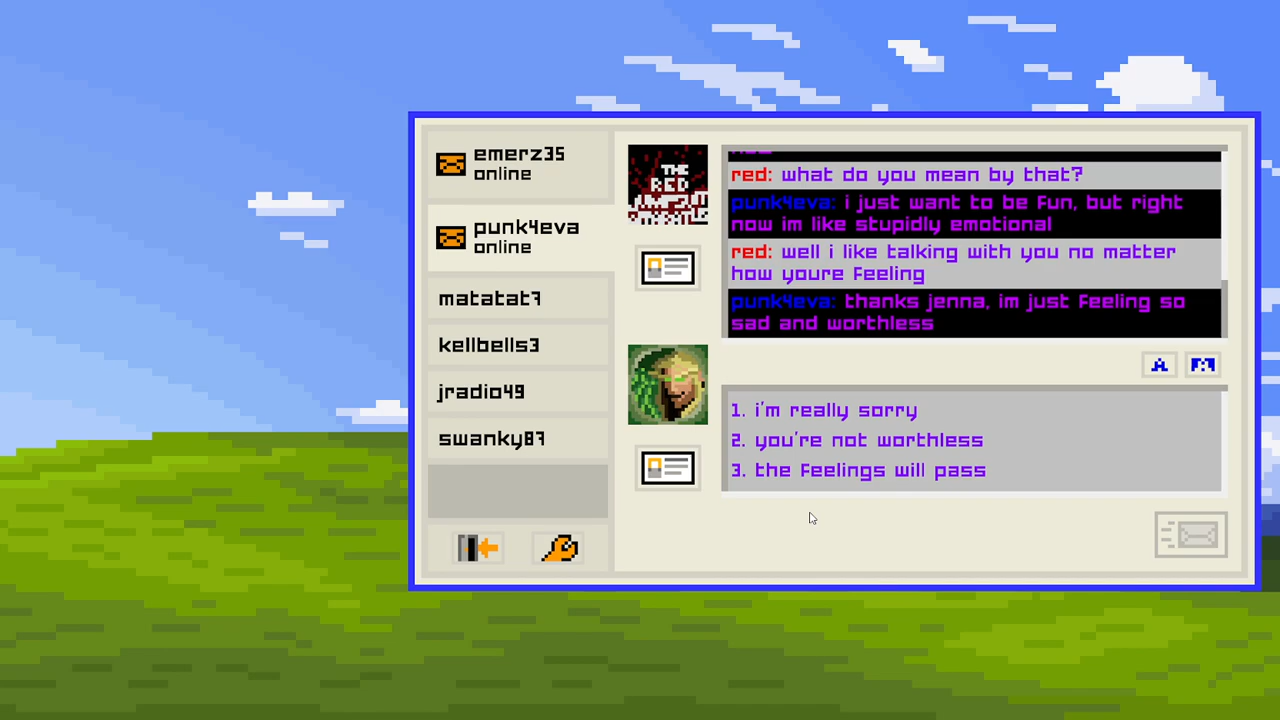 emerz35
online
punk4eva
online
matatat7
kellbells3
jradio49
swanky87
THE
RED
red: what do you mean by that?
punk4eva: i just want to be fun, but right
now im like stupidly emotional
red: well i like talking with you no matter
how youre feeling
punk4eva: thanks jenna, im just feeling so
sad and worthless
A
1. i'm really sorry
2. you're not worthless
3. the feelings will pass